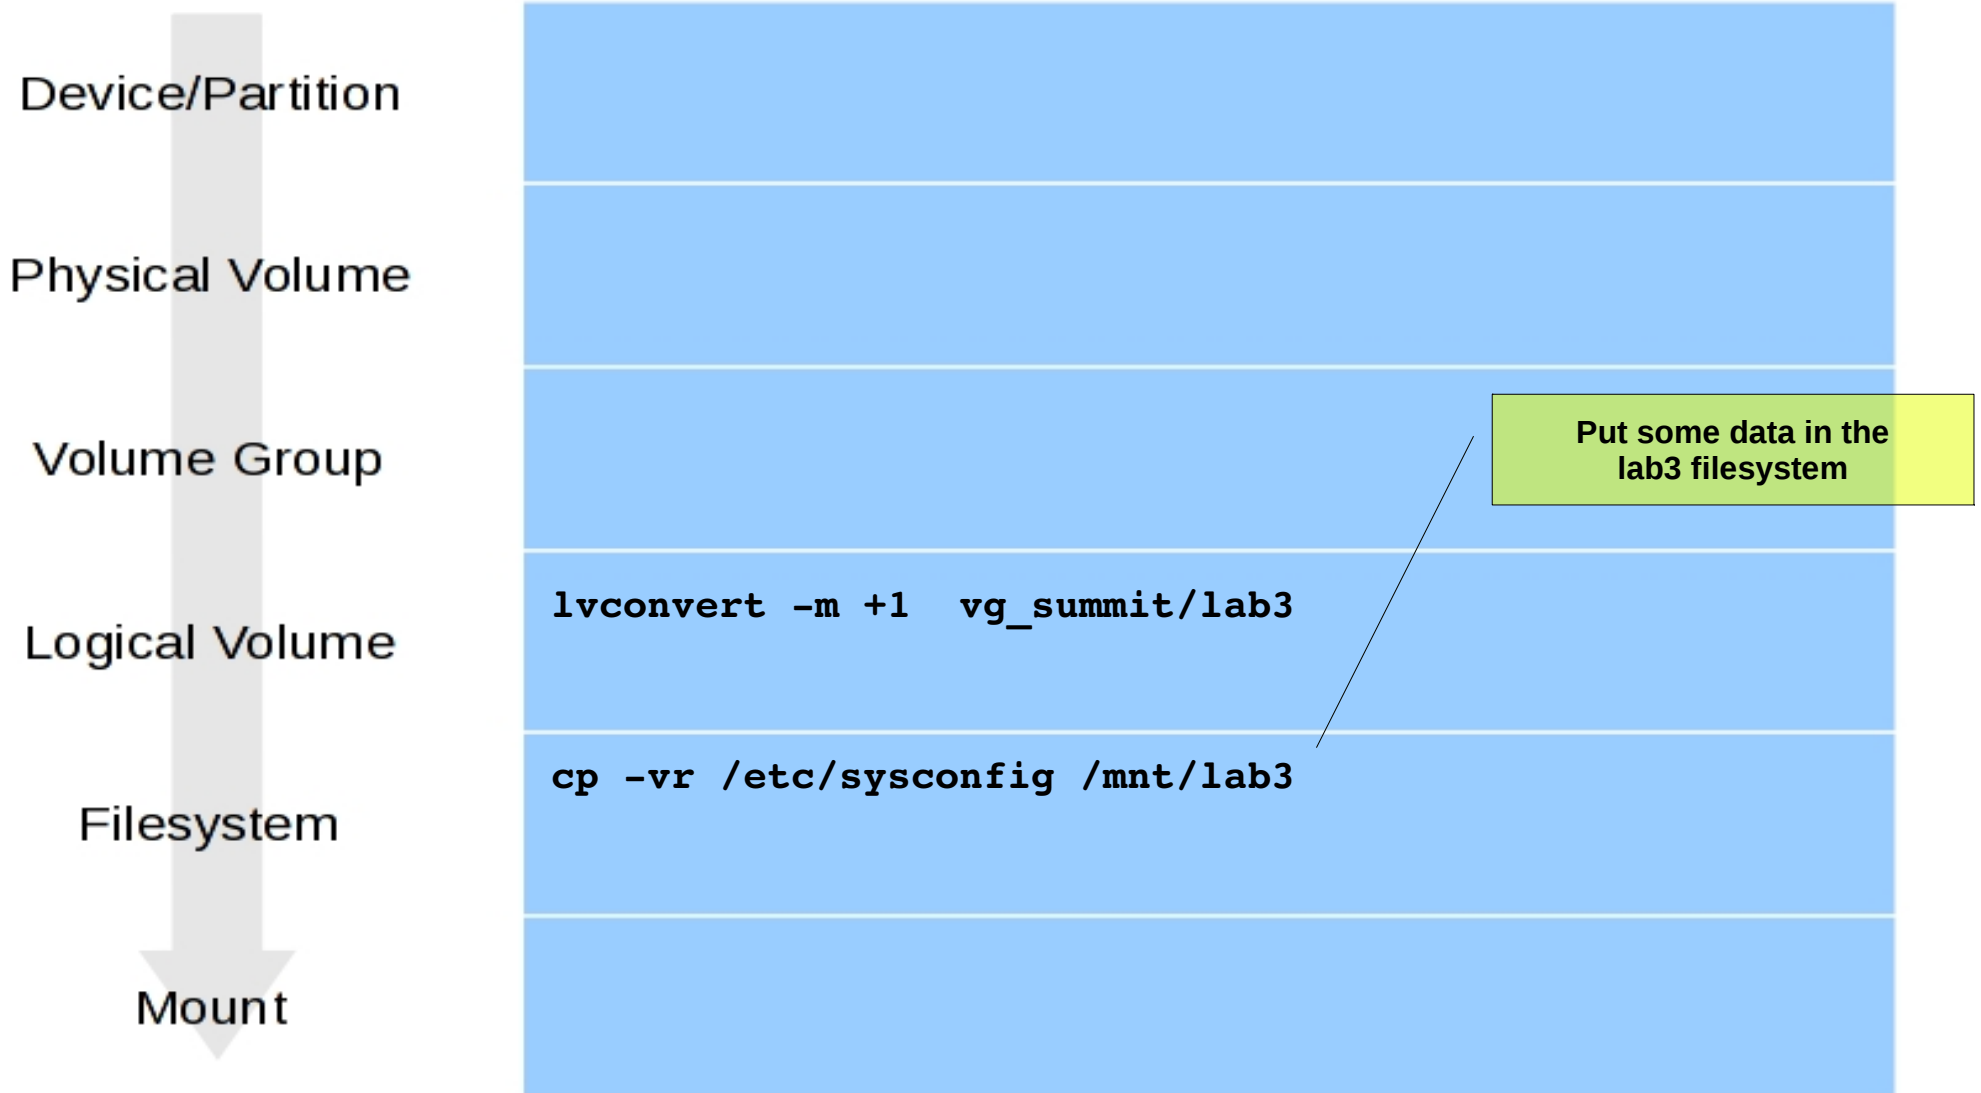 Device/Partition
Physical Volume
Volume Group
Put some data in the
lab3 filesystem
Logical Volume
lvconvert -m +1  vg_summit/lab3
Filesystem
cp -vr /etc/sysconfig /mnt/lab3
Mount